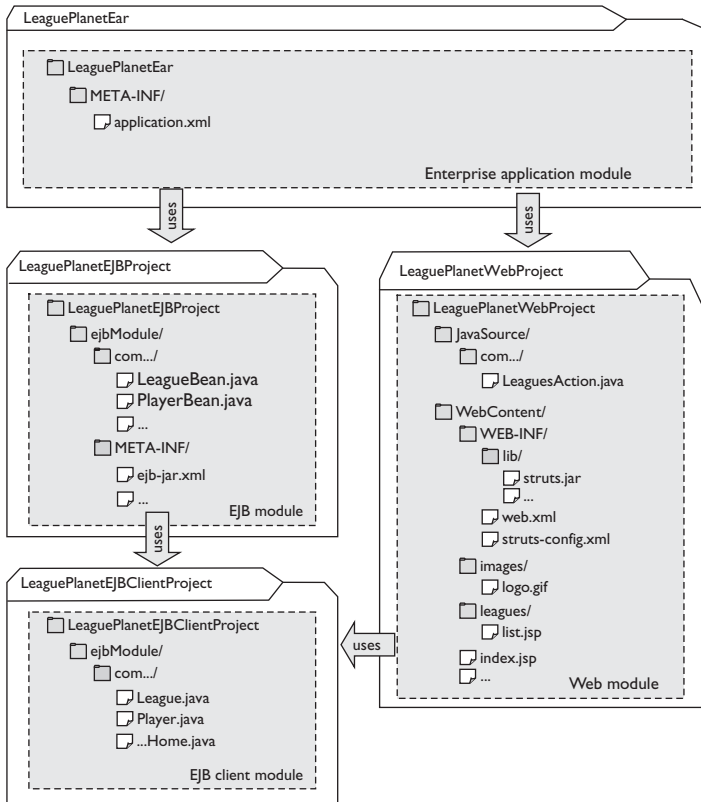 LeaguePlanetEar
LeaguePlanetEar
META-INF/
application.xml
Enterprise application module
uses
uses
LeaguePlanetEJBProject
LeaguePlanetEJBProject
ejbModule/
com.../
LeagueBean.java
PlayerBean.java
...
META-INF/
ejb-jar.xml
...
EJB module
uses
LeaguePlanetWebProject
LeaguePlanetWebProject
JavaSource/
com.../
LeaguesAction.java
WebContent/
WEB-INF/
lib/
struts.jar
...
web.xml
struts-config.xml
images/
logo.gif
leagues/
list.jsp
index.jsp
...
Web module
uses
LeaguePlanetEJBClientProject
LeaguePlanetEJBClientProject
ejbModule/
com.../
League.java
Player.java
...Home.java
EJB client module